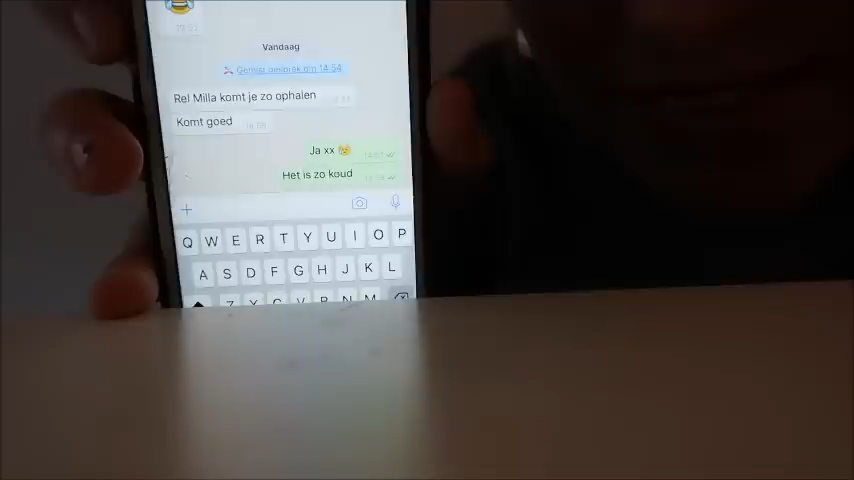 Vandaag
Gemist gesprek om 14:54
Rel Milla komt je zo ophalen
Komt goed
Ja xx 😢
Het is zo koud
Q W E R T Y U I O P
A S D F G H J K L
Z X C V B N M